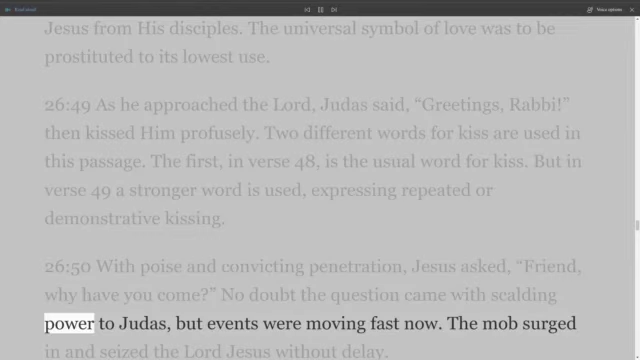 Read aloud
Voice options
Jesus from His disciples. The universal symbol of love was to be
prostituted to its lowest use.
26:49 As he approached the Lord, Judas said, “Greetings, Rabbi!”
then kissed Him profusely. Two different words for kiss are used in
this passage. The first, in verse 48, is the usual word for kiss. But in
verse 49 a stronger word is used, expressing repeated or
demonstrative kissing.
26:50 With poise and convicting penetration, Jesus asked, “Friend,
why have you come?” No doubt the question came with scalding
power to Judas, but events were moving fast now. The mob surged
in and seized the Lord Jesus without delay.